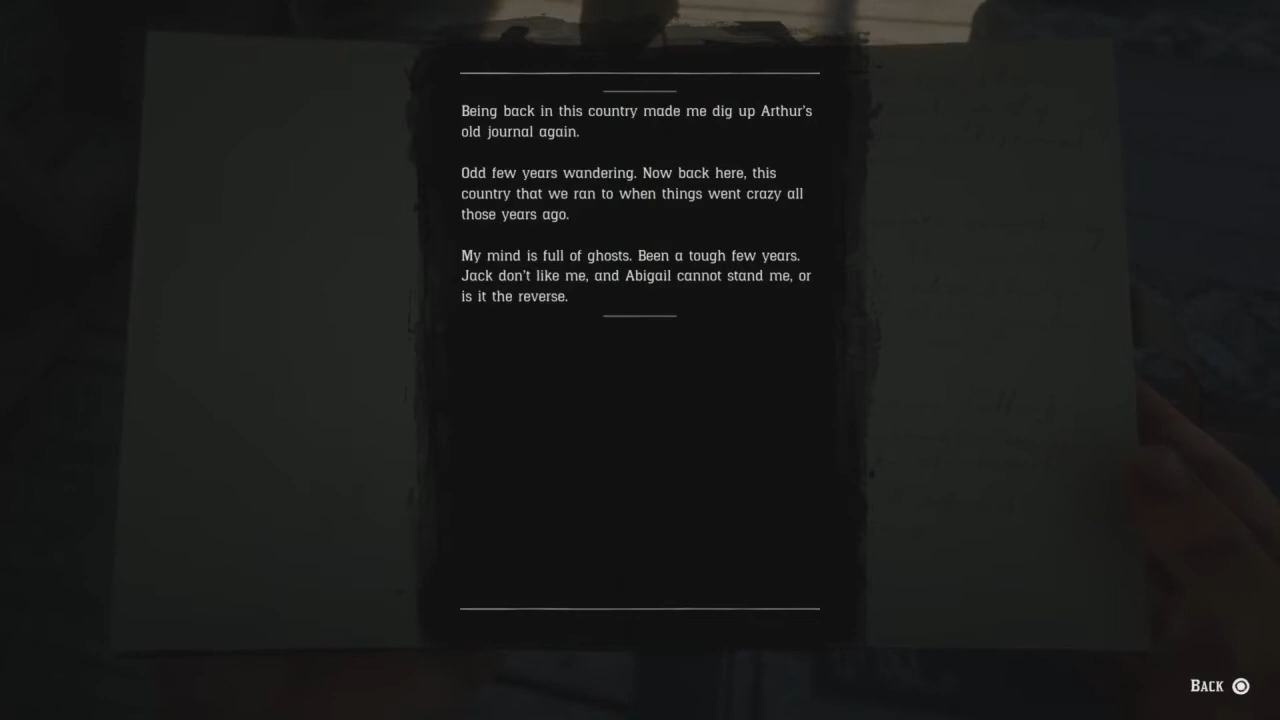 Being back in this country made me dig up Arthur's
old journal again.
Odd few years wandering. Now back here, this
country that we ran to when things went crazy all
those years ago.
My mind is full of ghosts. Been a tough few years.
Jack don't like me, and Abigail cannot stand me, or
is it the reverse.
Back